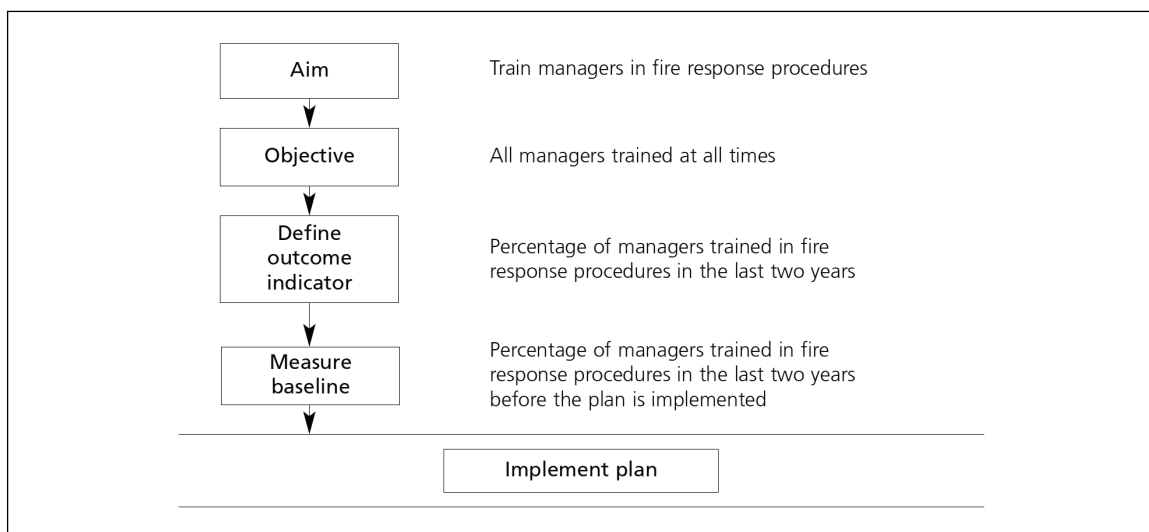 Aim
Train managers in fire response procedures
Objective
All managers trained at all times
Define
outcome
indicator
Percentage of managers trained in fire
response procedures in the last two years
Measure
baseline
Percentage of managers trained in fire
response procedures in the last two years
before the plan is implemented
Implement plan